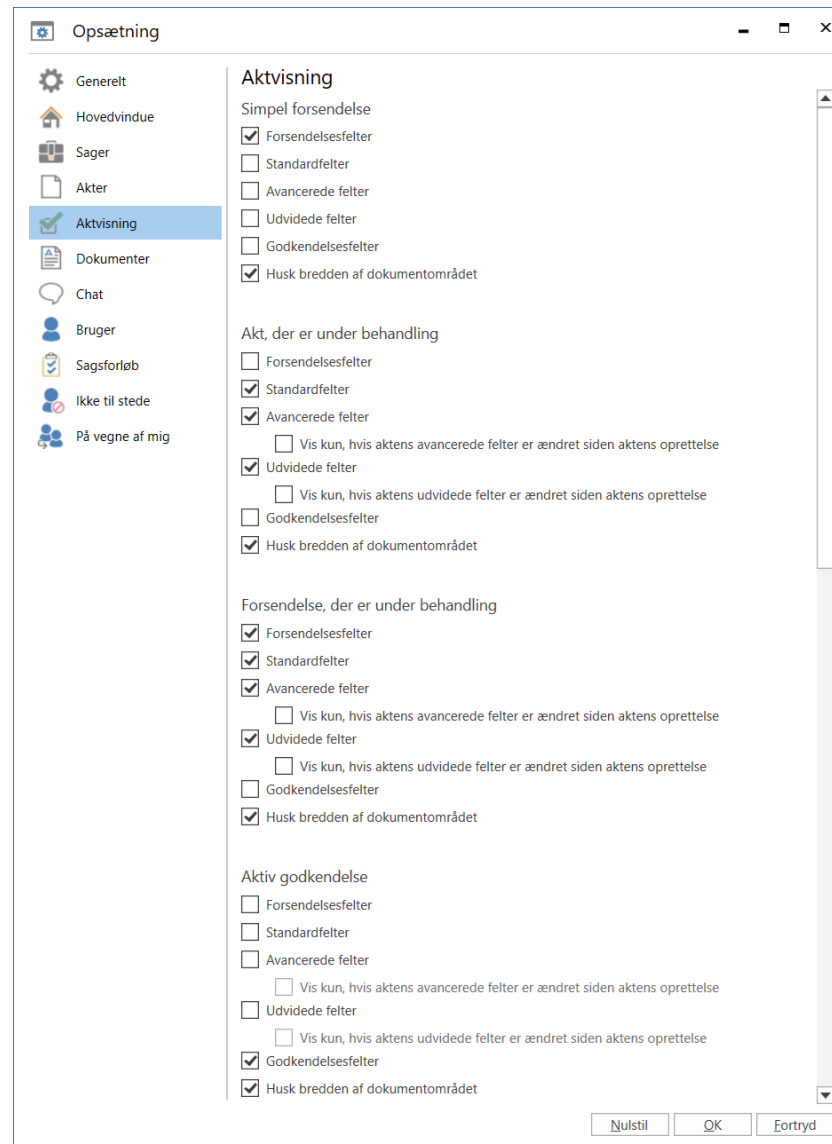 Opsætning
Generelt
Hovedvindue
Sager
Akter
Aktvisning
Dokumenter
Chat
Bruger
Sagsforløb
Ikke til stede
På vegne af mig
Aktvisning
Simpel forsendelse
Forsendelsesfelter
Standardfelter
Avancerede felter
Udvidede felter
Godkendelsesfelter
Husk bredden af dokumentområdet
Akt, der er under behandling
Forsendelsesfelter
Standardfelter
Avancerede felter
Vis kun, hvis aktens avancerede felter er ændret siden aktens oprettelse
Udvidede felter
Vis kun, hvis aktens udvidede felter er ændret siden aktens oprettelse
Godkendelsesfelter
Husk bredden af dokumentområdet
Forsendelse, der er under behandling
Forsendelsesfelter
Standardfelter
Avancerede felter
Vis kun, hvis aktens avancerede felter er ændret siden aktens oprettelse
Udvidede felter
Vis kun, hvis aktens udvidede felter er ændret siden aktens oprettelse
Godkendelsesfelter
Husk bredden af dokumentområdet
Aktiv godkendelse
Forsendelsesfelter
Standardfelter
Avancerede felter
Vis kun, hvis aktens avancerede felter er ændret siden aktens oprettelse
Udvidede felter
Vis kun, hvis aktens udvidede felter er ændret siden aktens oprettelse
Godkendelsesfelter
Husk bredden af dokumentområdet
Nulstil OK Fortryd